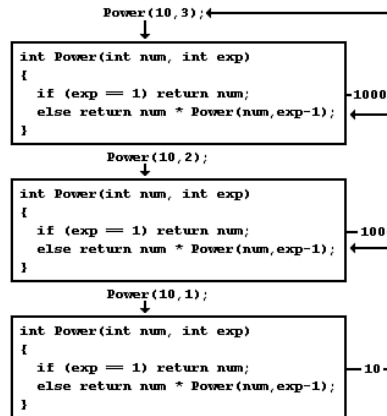 Power(10,3);
int Power(int num, int exp)
{
if (exp == 1) return num;
else return num * Power(num,exp-1);
}
1000
Power(10,2);
int Power(int num, int exp)
{
if (exp == 1) return num;
else return num * Power(num,exp-1);
}
100
Power(10,1);
int Power(int num, int exp)
{
if (exp == 1) return num;
else return num * Power(num,exp-1);
}
10